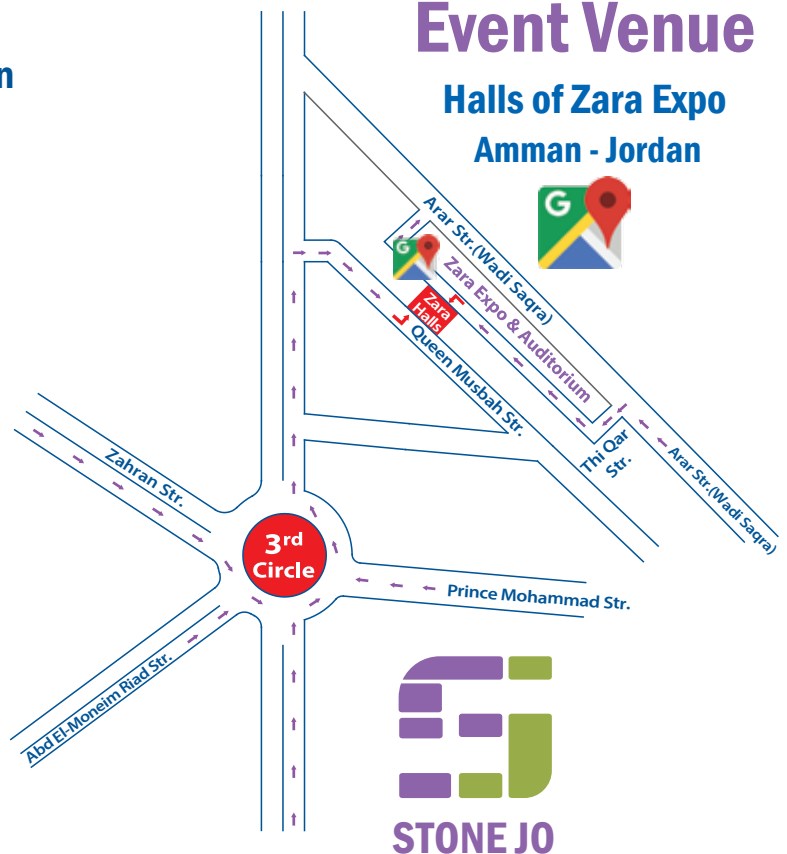 Event Venue
n
Halls of Zara Expo
Amman - Jordan
G
Arar Str.(Wadi Saqra)
G
Zara Expo & Auditorium
Zara
Halls
Queen Musbah Str.
Thi Qar
Str.
Arar Str.(Wadi Saqra)
Zahran Str.
3rd
Circle
Prince Mohammad Str.
Abd El-Moneim Riad Str.
SJ
STONE JO